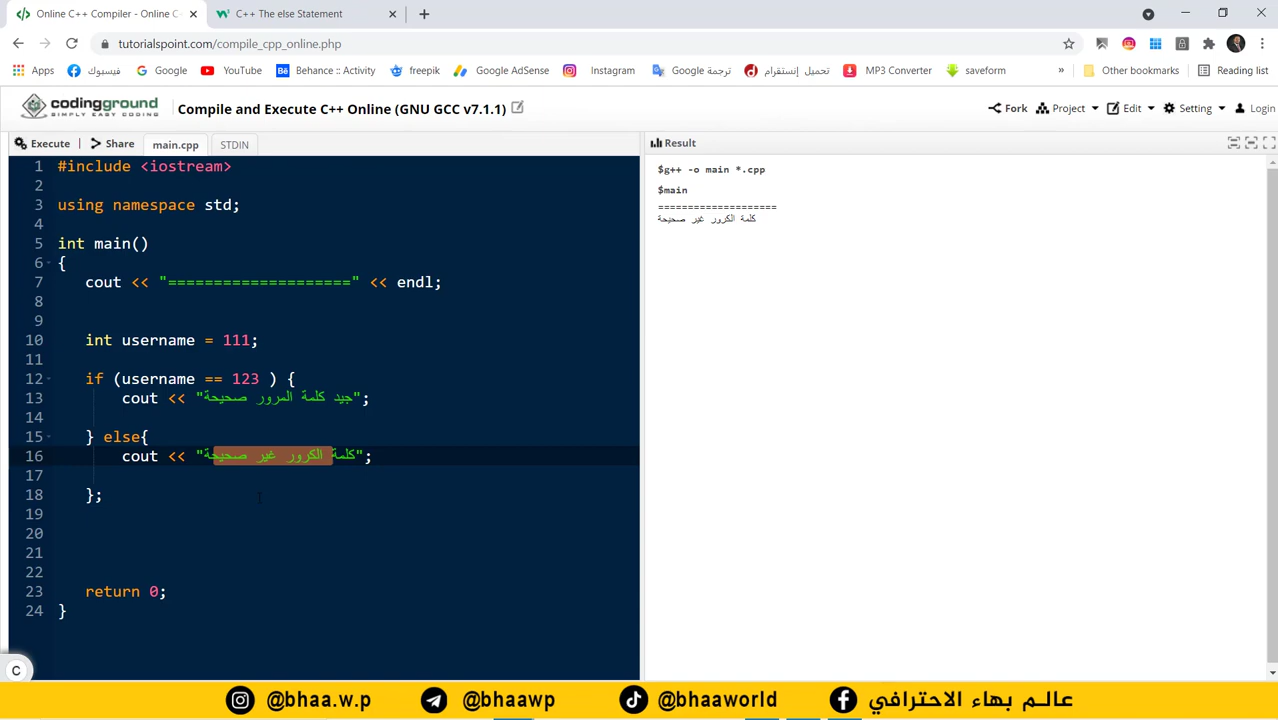 Online C++ Compiler - Online C
C++ The else Statement
tutorialspoint.com/compile_cpp_online.php
Apps
فيسبوك
Google
YouTube
Behance :: Activity
freepik
Google AdSense
Instagram
ترجمة Google
تحميل إنستقرام
MP3 Converter
saveform
»
Other bookmarks
Reading list
codingground
SIMPLY EASY CODING
Compile and Execute C++ Online (GNU GCC v7.1.1)
Fork
Project
Edit
Setting
Login
Execute
Share
main.cpp
STDIN
Result
1 #include <iostream>
2
3 using namespace std;
4
5 int main()
6 {
7 cout << "====================" << endl;
8
9
10 int username = 111;
11
12 if (username == 123 ) {
13 cout << "جيد كلمة المرور صحيحة";
14
15 } else{
16 cout << "كلمة الكرور غير صحيحة";
17
18 };
19
20
21
22
23 return 0;
24 }
$g++ -o main *.cpp
$main
====================
كلمة الكرور غير صحيحة
C
@bhaa.w.p
@bhaawp
@bhaaworld
عالم بهاء الاحترافي